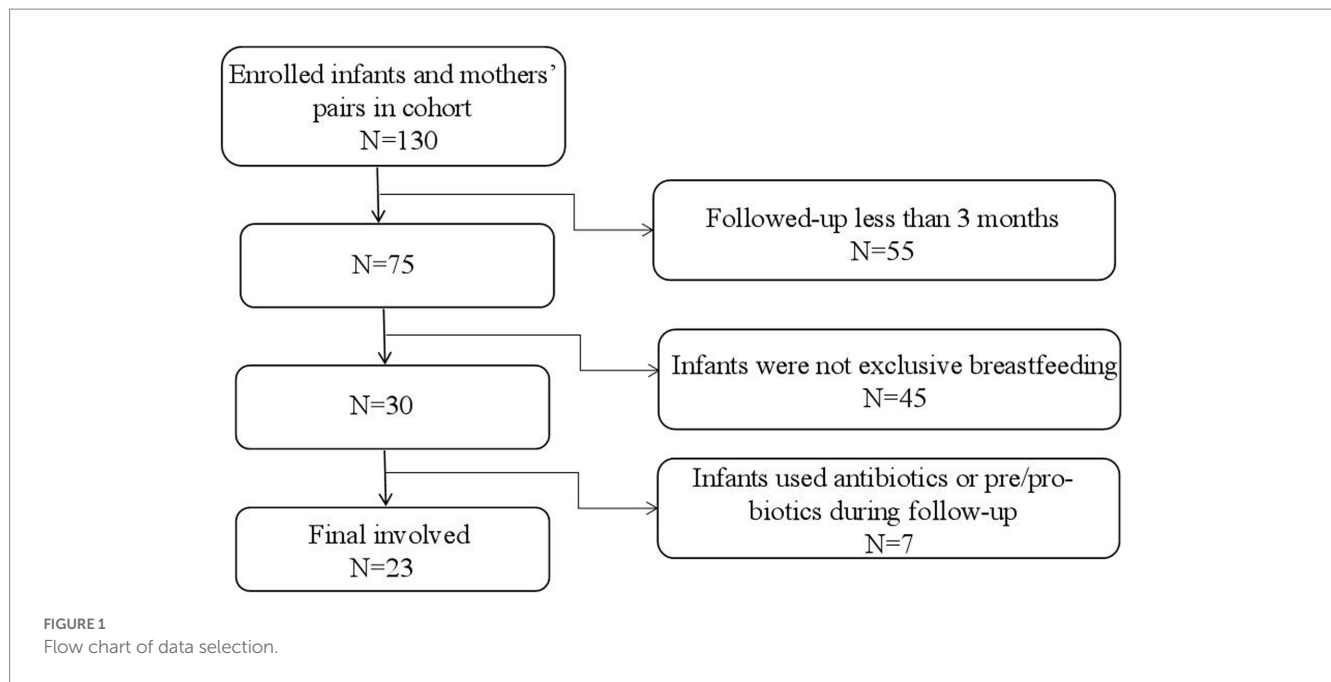 Enrolled infants and mothers'
pairs in cohort
N=130
Followed-up less than 3 months
N=55
N=75
Infants were not exclusive breastfeeding
N=45
N=30
Infants used antibiotics or pre/pro-
biotics during follow-up
N=7
Final involved
N=23
FIGURE 1
Flow chart of data selection.